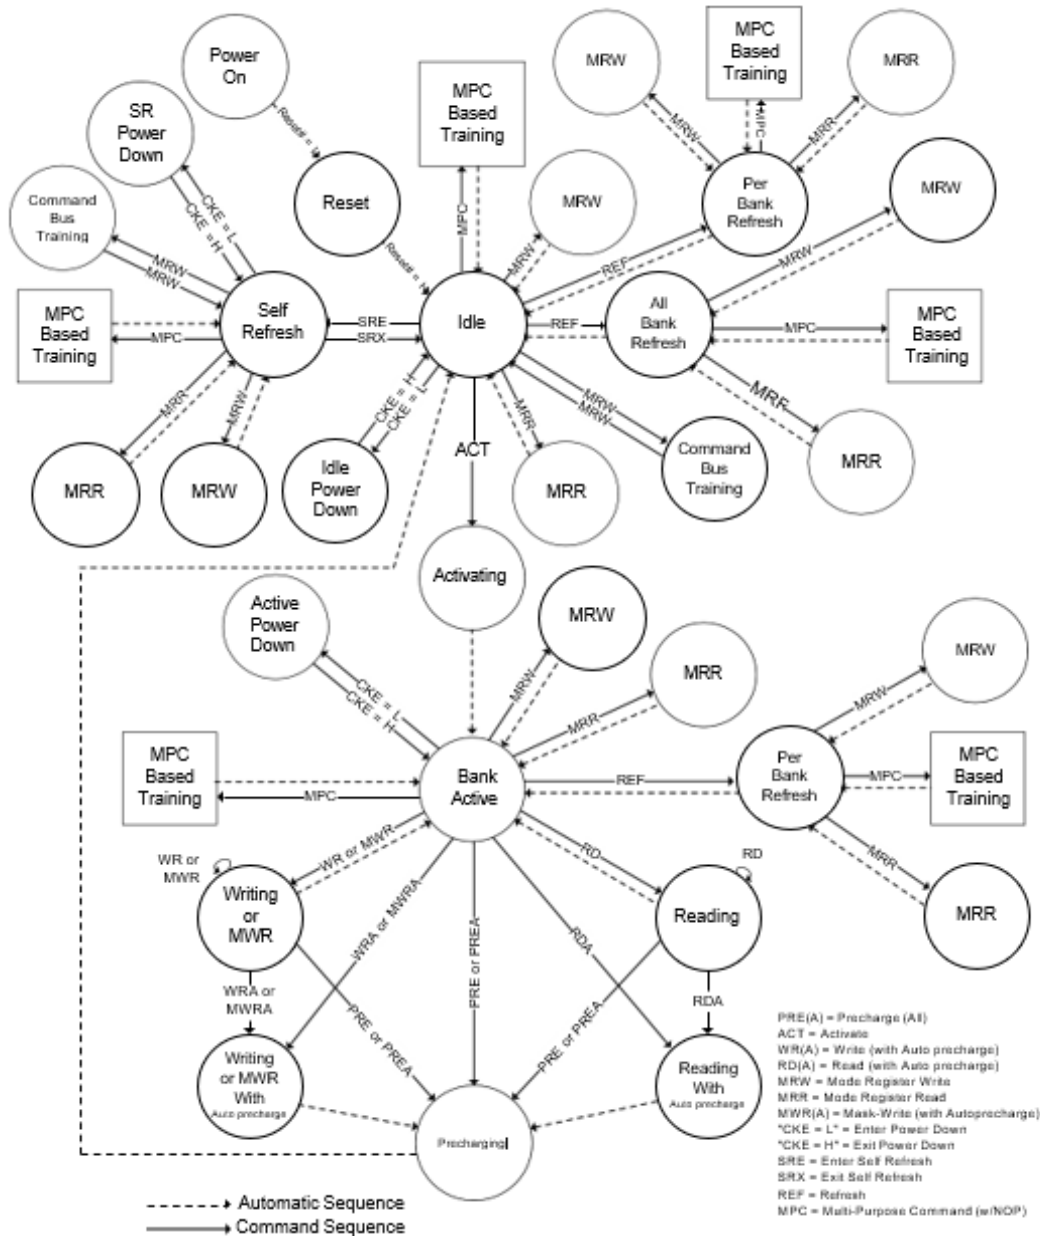 Power
On
SR
Power
Down
Command
Bus
Training
MPC
Based
Training
MRR
MRW
Self
Refresh
CKE = L
CKE = H
MRW
MRW
MPC
MRR
MRW
Reset
SRE
SRX
Idle
MPC
Based
Training
MPC
MRW
MRW
CKE = H
CKE = L
Idle
Power
Down
ACT
MRR
MRR
MRW
MRW
Command
Bus
Training
REF
REF
MRW
MPC
Based
Training
MRR
MRW
MPC
MRR
Per
Bank
Refresh
MRW
MRW
All
Bank
Refresh
MPC
MPC
Based
Training
MRR
MRR
Activating
Active
Power
Down
CKE = L
CKE = H
MRW
MRW
MRR
MRR
MPC
Based
Training
MPC
Bank
Active
REF
Per
Bank
Refresh
MRW
MRW
MPC
MPC
Based
Training
MRR
MRR
WR or
MWR
WR or MWR
Writing
or
MWR
RD
RD
Reading
WRA or MWRA
PRE or PREA
RDA
WRA or
MWRA
PRE or PREA
PRE or PREA
RDA
Writing
or MWR
With
Auto precharge
Reading
With
Auto precharge
Precharging
PRE(A) = Precharge (All)
ACT = Activate
WR(A) = Write (with Auto precharge)
RD(A) = Read (with Auto precharge)
MRW = Mode Register Write
MRR = Mode Register Read
MWR(A) = Mask-Write (with Autoprecharge)
"CKE = L" = Enter Power Down
"CKE = H" = Exit Power Down
SRE = Enter Self Refresh
SRX = Exit Self Refresh
REF = Refresh
MPC = Multi-Purpose Command (w/NOP)
Automatic Sequence
Command Sequence